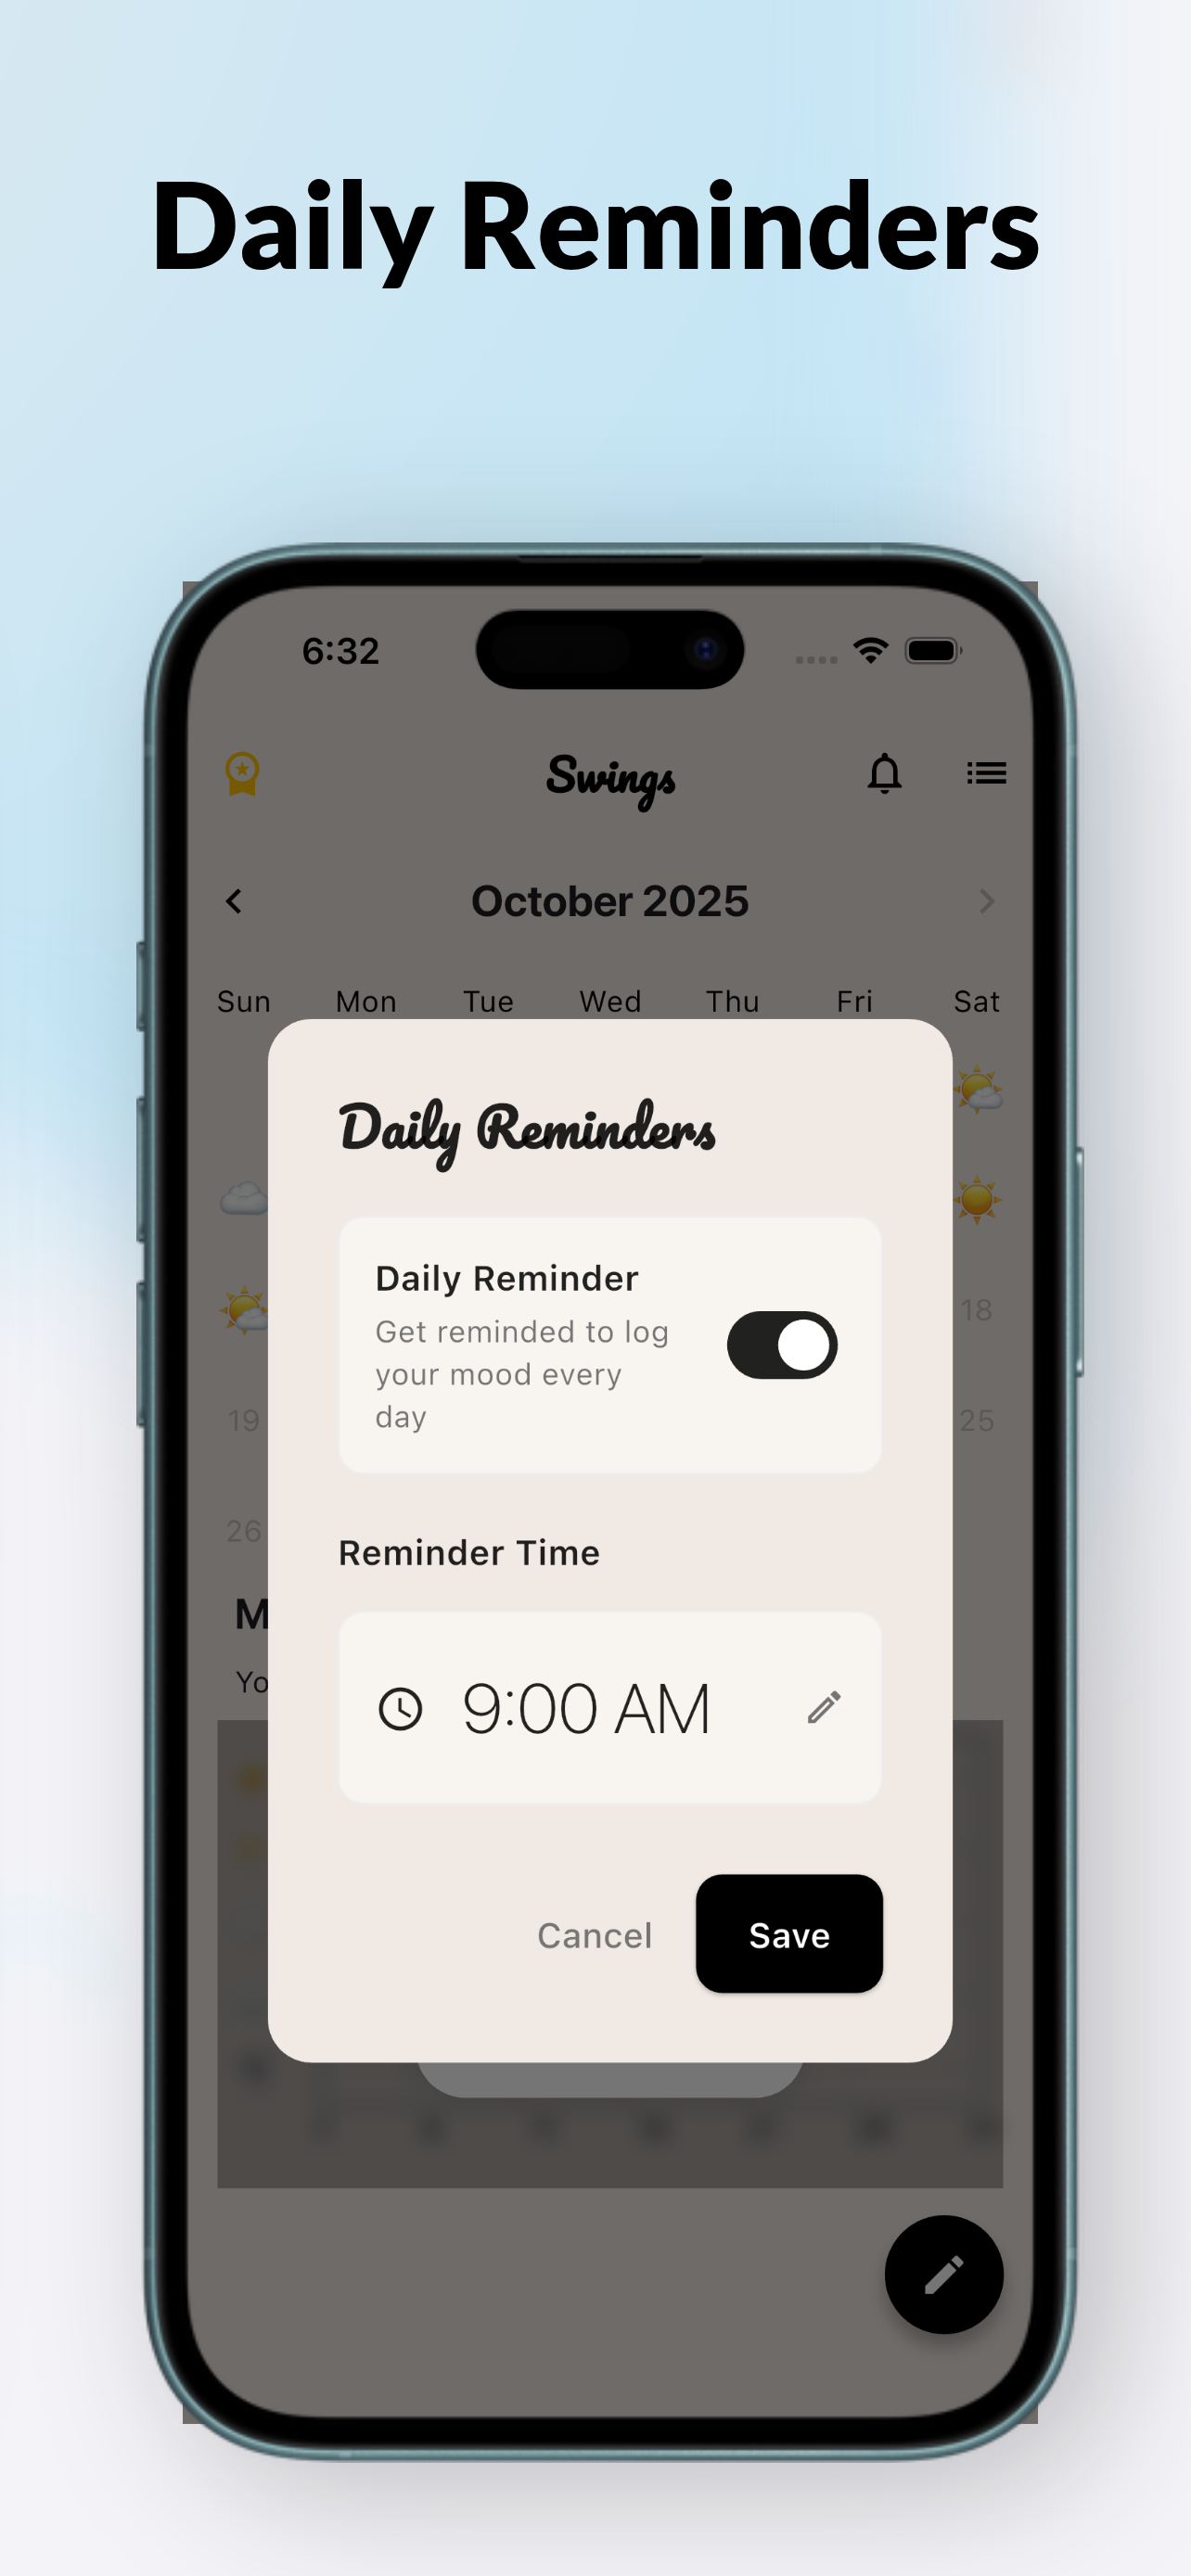 Daily Reminders
6:32
Swings
October 2025
Sun Mon Tue Wed Thu Fri Sat
Daily Reminders
Daily Reminder
Get reminded to log
your mood every
day
18
19 25
26
Reminder Time
9:00 AM
Cancel Save